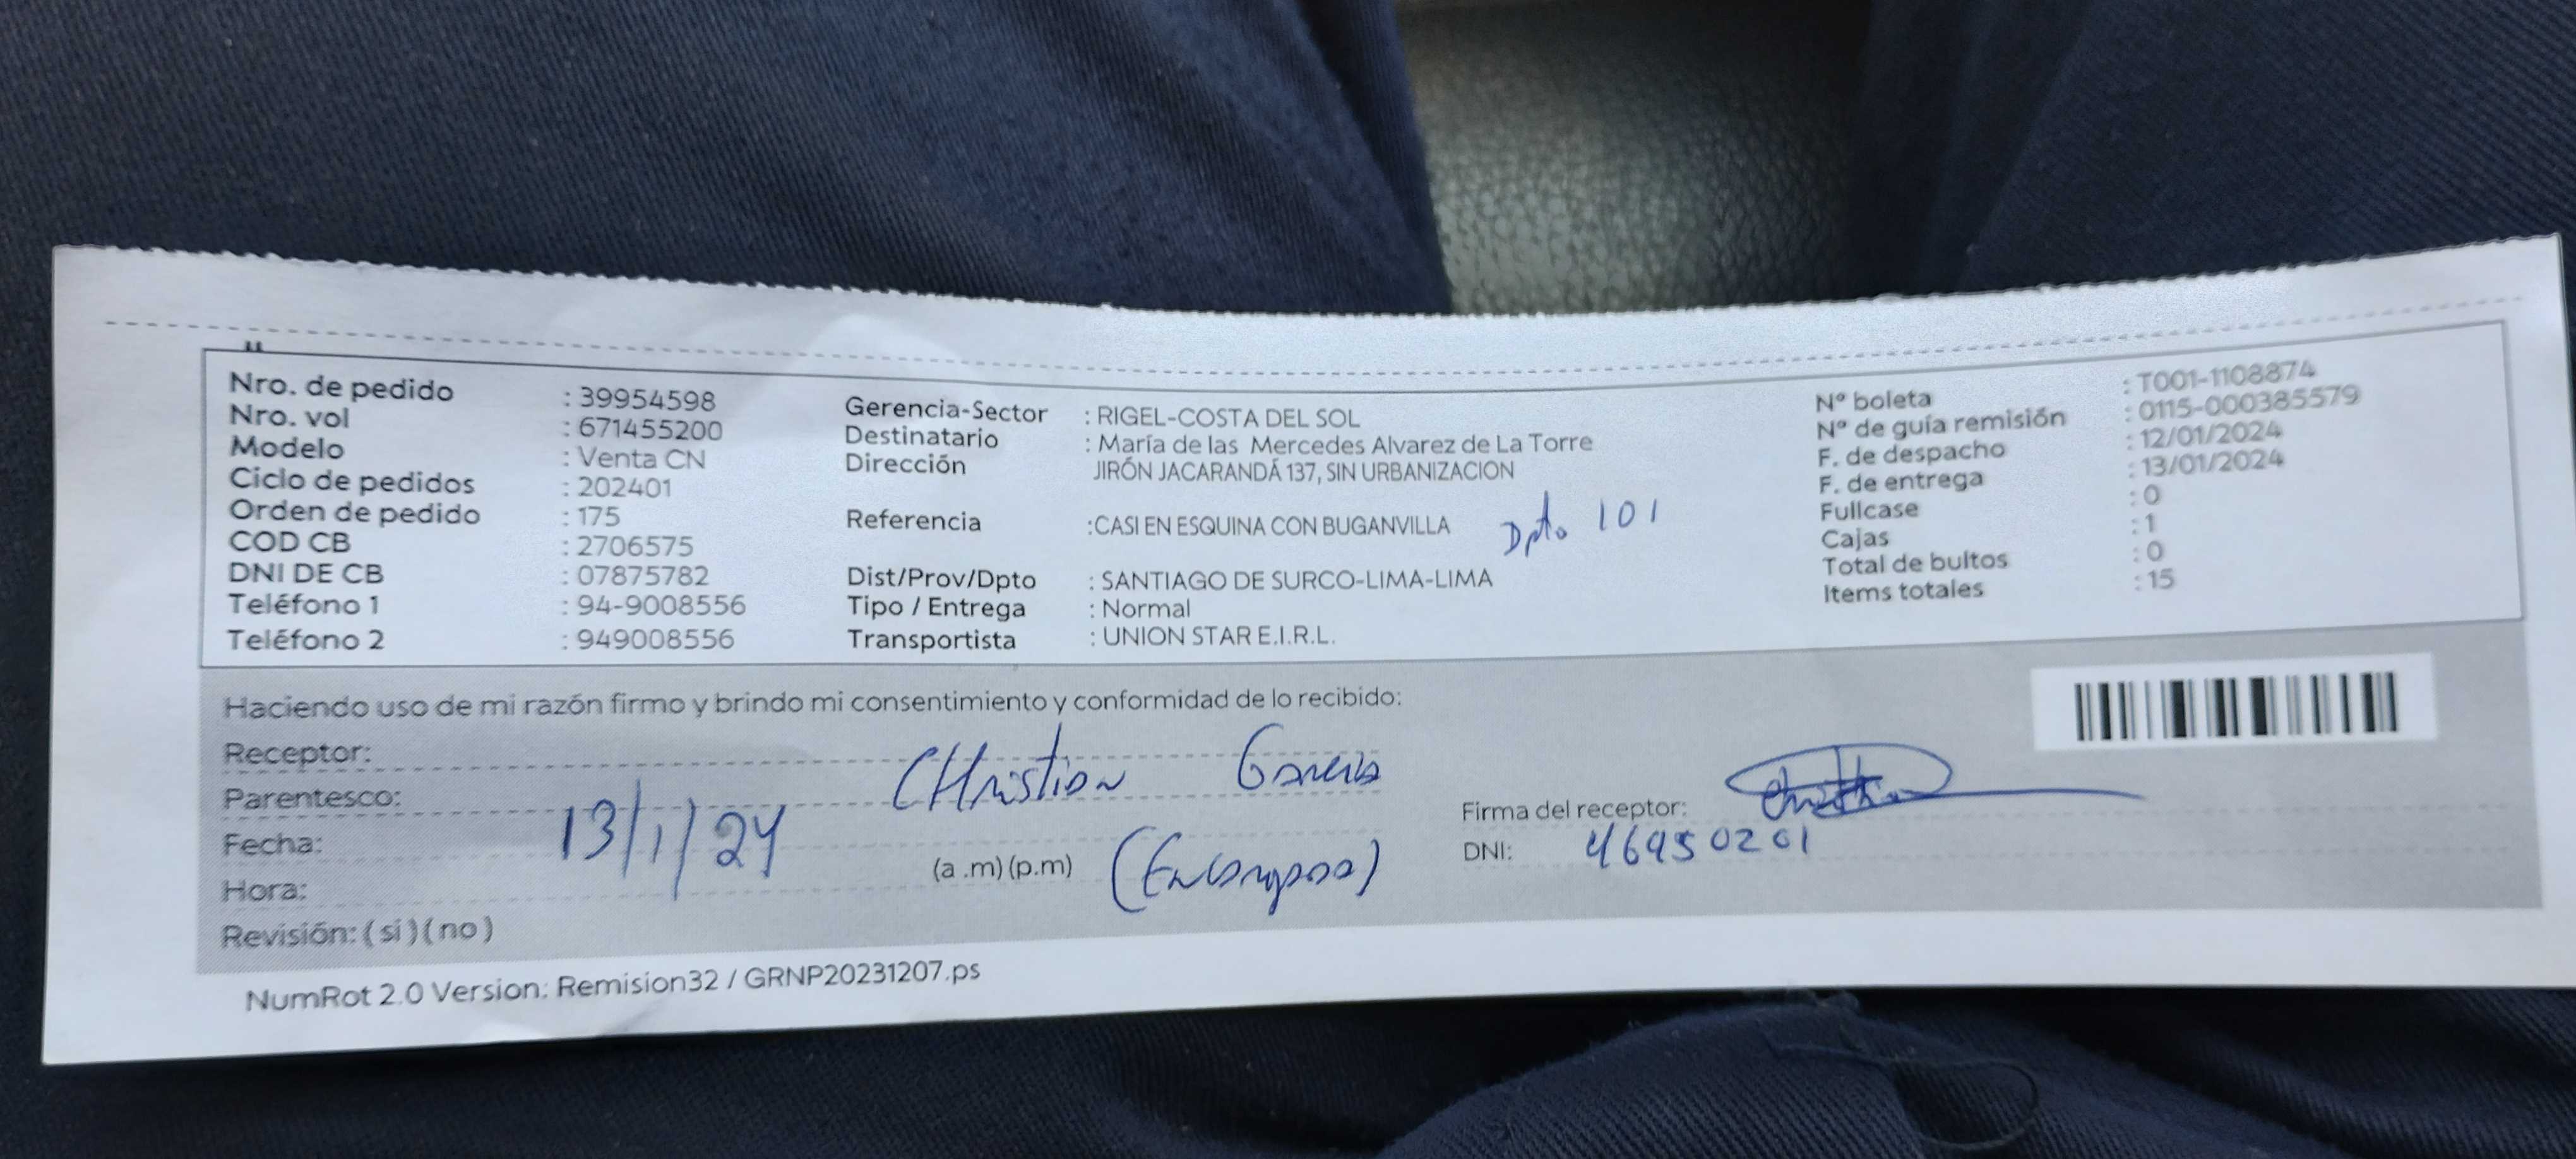 Nro. de pedido : 39954598
Nro. vol : 671455200
Modelo : Venta CN
Ciclo de pedidos : 202401
Orden de pedido : 175
COD CB : 2706575
DNI DE CB : 07875782
Teléfono 1 : 94-9008556
Teléfono 2 : 949008556
Gerencia-Sector : RIGEL-COSTA DEL SOL
Destinatario : María de las Mercedes Alvarez de La Torre
Dirección JIRÓN JACARANDÁ 137, SIN URBANIZACION
Referencia :CASI EN ESQUINA CON BUGANVILLA Dpto 101
Dist/Prov/Dpto : SANTIAGO DE SURCO-LIMA-LIMA
Tipo / Entrega : Normal
Transportista : UNION STAR E.I.R.L.
Nº boleta : T001-1108874
Nº de guía remisión : 0115-000385579
F. de despacho : 12/01/2024
F. de entrega : 13/01/2024
Fullcase : 0
Cajas : 1
Total de bultos : 0
Items totales : 15
Haciendo uso de mi razón firmo y brindo mi consentimiento y conformidad de lo recibido:
Receptor: CHristian Garcia
Parentesco:
Fecha: 13/1/24
Hora: (a .m) (p.m)
Revisión: ( si ) ( no )
Firma del receptor:
DNI: 46950201
NumRot 2.0 Version: Remision32 / GRNP20231207.ps